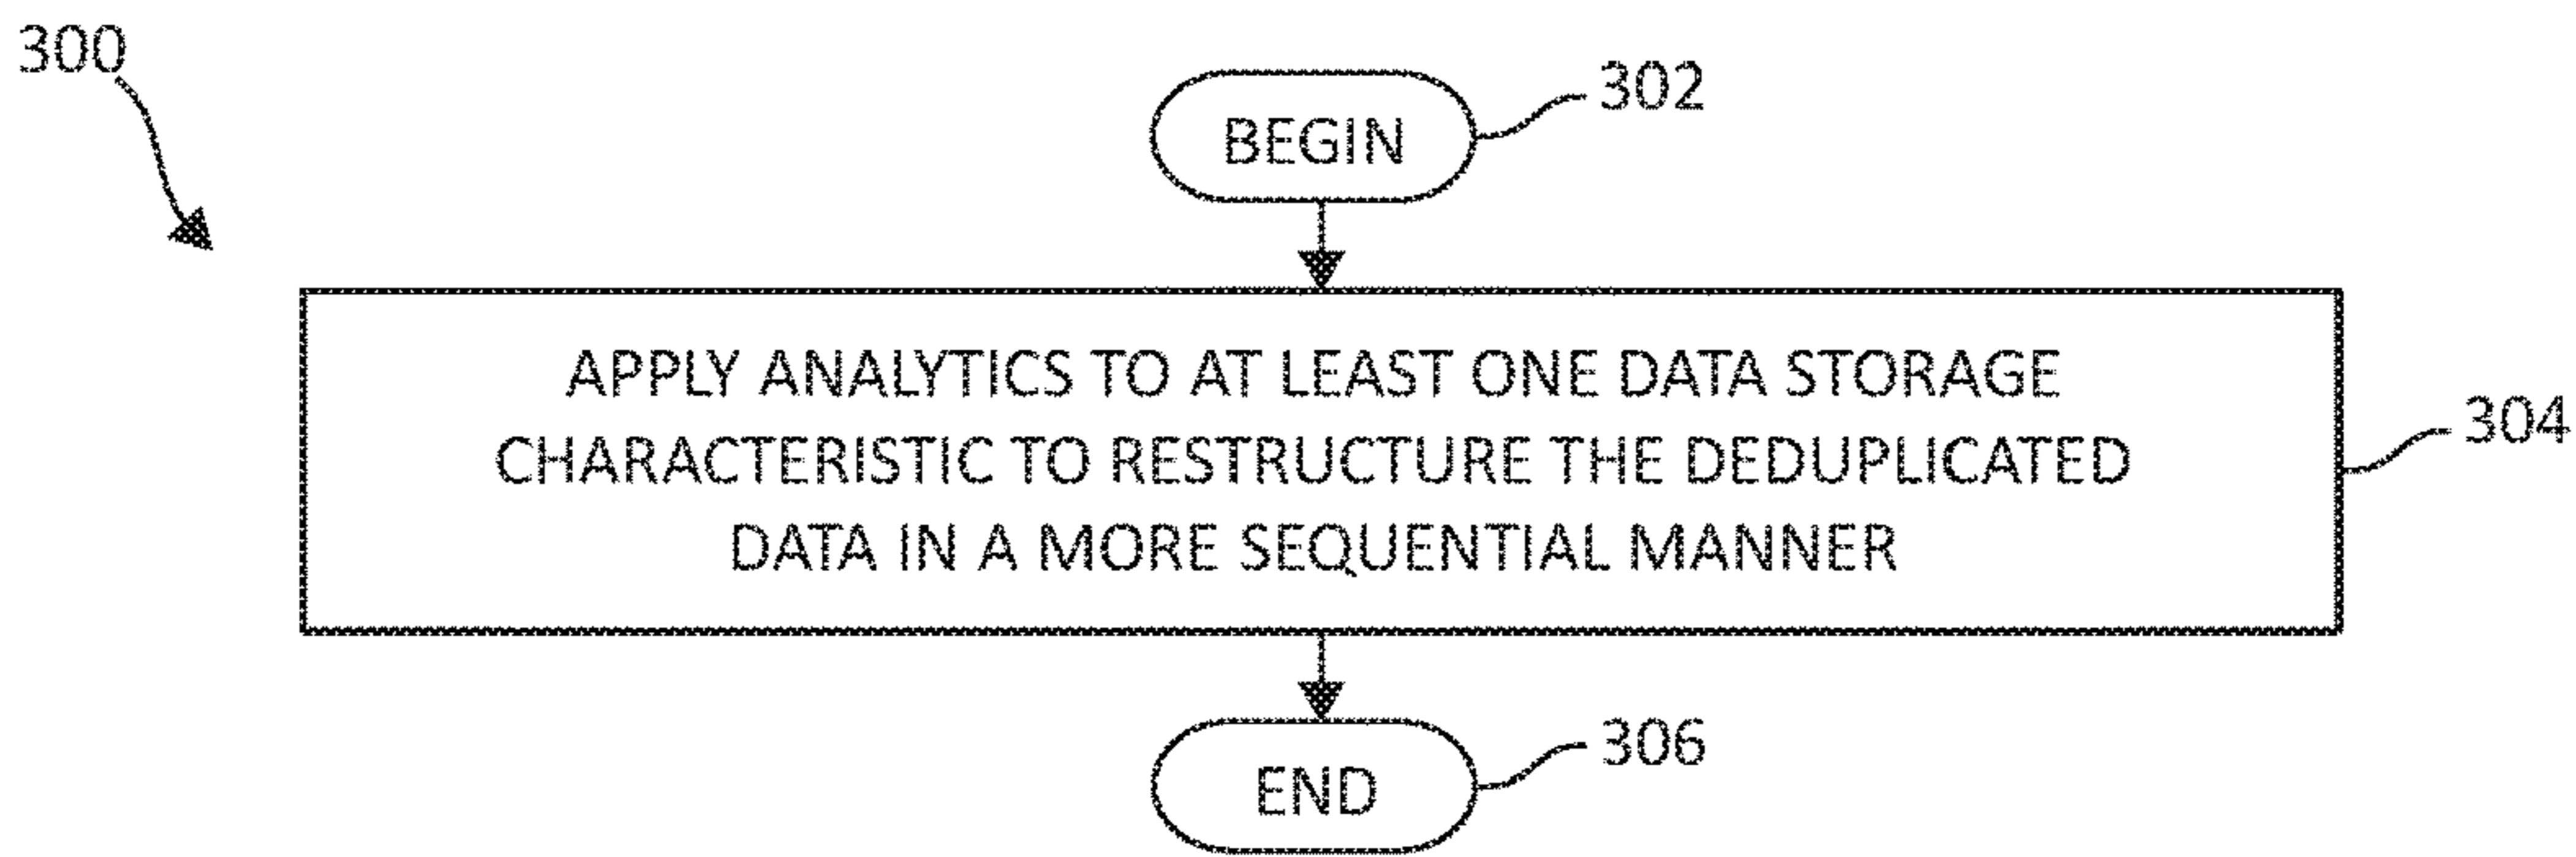 300
BEGIN
302
APPLY ANALYTICS TO AT LEAST ONE DATA STORAGE
CHARACTERISTIC TO RESTRUCTURE THE DEDUPLICATED
DATA IN A MORE SEQUENTIAL MANNER
304
END
306